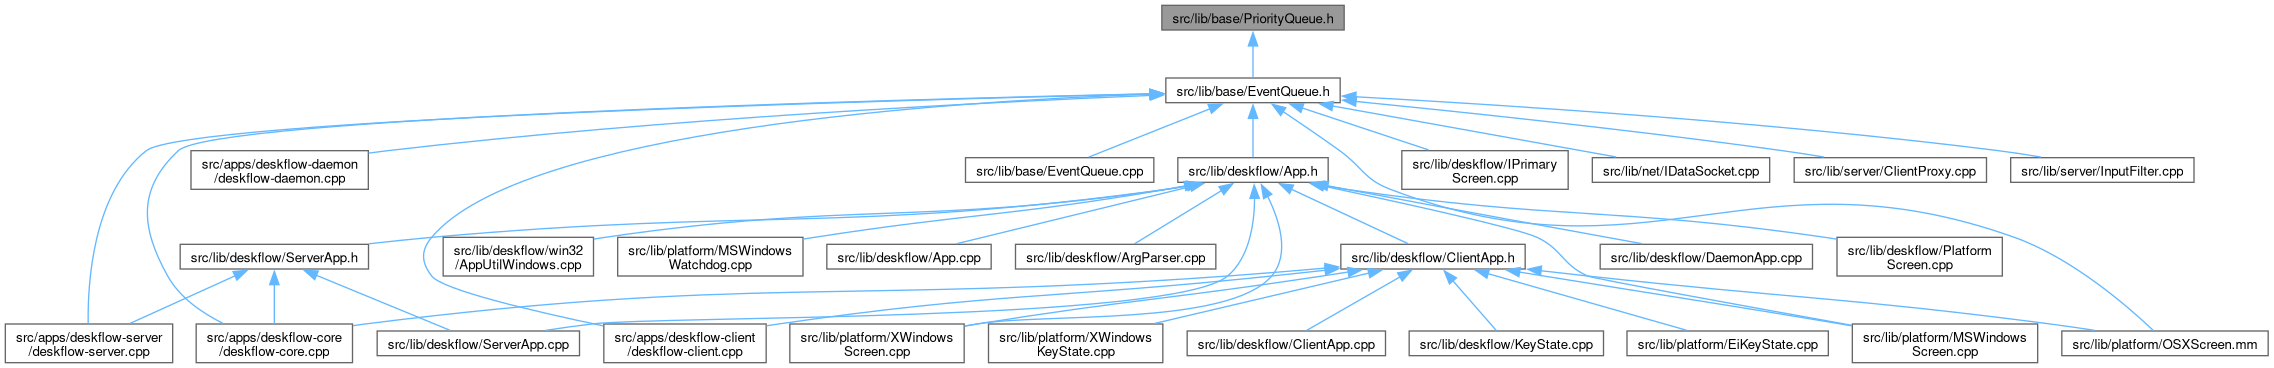 src/lib/base/PriorityQueue.h
src/lib/base/EventQueue.h
src/apps/deskflow-daemon
/deskflow-daemon.cpp
src/lib/base/EventQueue.cpp
src/lib/deskflow/App.h
src/lib/deskflow/IPrimary
Screen.cpp
src/lib/net/IDataSocket.cpp
src/lib/server/ClientProxy.cpp
src/lib/server/InputFilter.cpp
src/lib/deskflow/ServerApp.h
src/lib/deskflow/win32
/AppUtilWindows.cpp
src/lib/platform/MSWindows
Watchdog.cpp
src/lib/deskflow/App.cpp
src/lib/deskflow/ArgParser.cpp
src/lib/deskflow/ClientApp.h
src/lib/deskflow/DaemonApp.cpp
src/lib/deskflow/Platform
Screen.cpp
src/apps/deskflow-server
/deskflow-server.cpp
src/apps/deskflow-core
/deskflow-core.cpp
src/lib/deskflow/ServerApp.cpp
src/apps/deskflow-client
/deskflow-client.cpp
src/lib/platform/XWindows
Screen.cpp
src/lib/platform/XWindows
KeyState.cpp
src/lib/deskflow/ClientApp.cpp
src/lib/deskflow/KeyState.cpp
src/lib/platform/EiKeyState.cpp
src/lib/platform/MSWindows
Screen.cpp
src/lib/platform/OSXScreen.mm